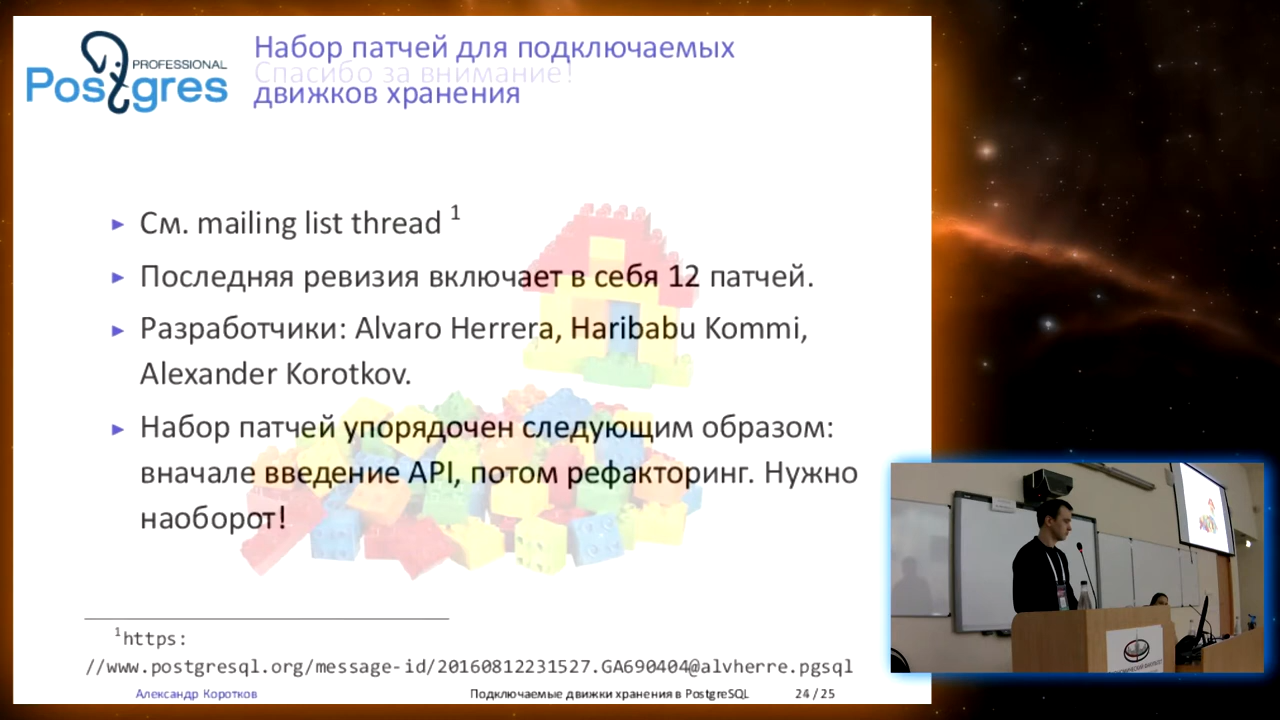 PROFESSIONAL
Postgres
Набор патчей для подключаемых
Спасибо за внимание!
движков хранения
► См. mailing list thread 1
► Последняя ревизия включает в себя 12 патчей.
► Разработчики: Alvaro Herrera, Haribabu Kommi,
Alexander Korotkov.
► Набор патчей упорядочен следующим образом:
вначале введение API, потом рефакторинг. Нужно
наоборот!
1https:
//www.postgresql.org/message-id/20160812231527.GA690404@alvherre.pgsql
Александр Коротков Подключаемые движки хранения в PostgreSQL 24 / 25